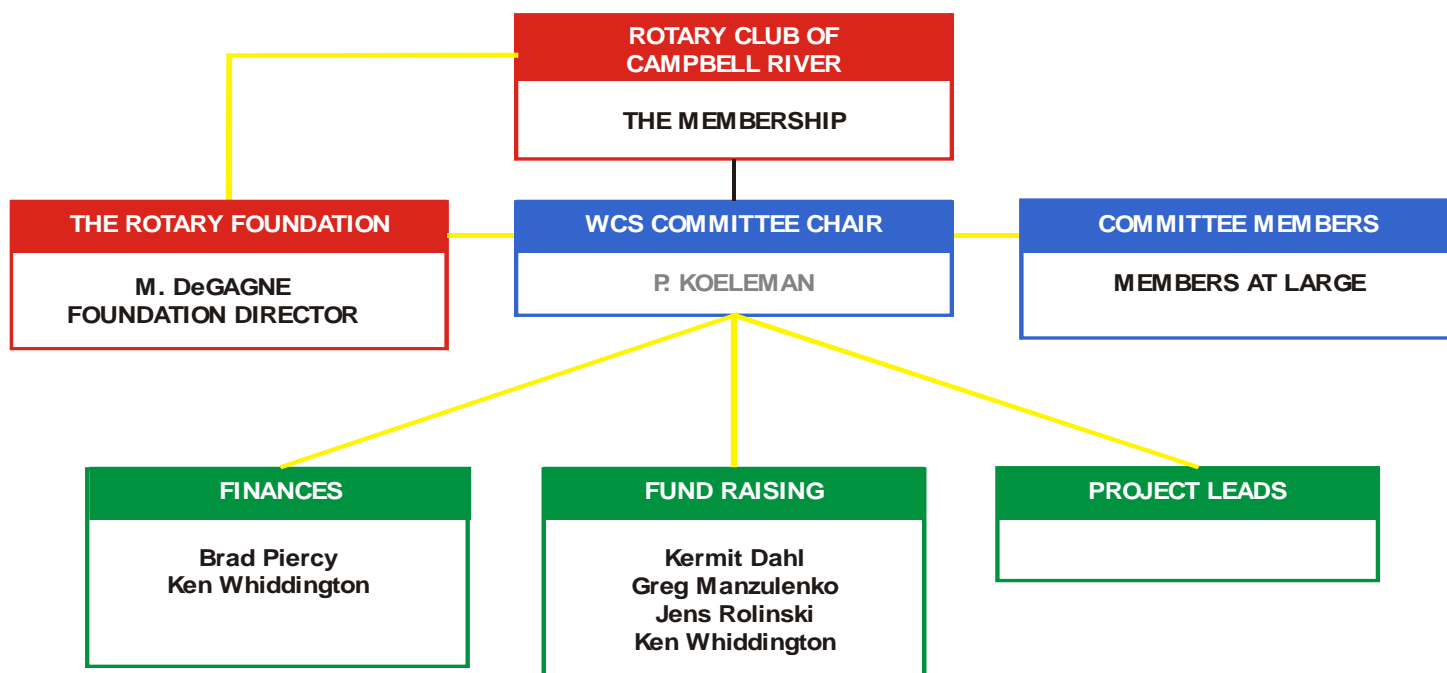 ROTARY CLUB OF
CAMPBELL RIVER
THE MEMBERSHIP
THE ROTARY FOUNDATION
M. DeGAGNE
FOUNDATION DIRECTOR
WCS COMMITTEE CHAIR
P. KOELEMAN
COMMITTEE MEMBERS
MEMBERS AT LARGE
FINANCES
Brad Piercy
Ken Whiddington
FUND RAISING
Kermit Dahl
Greg Manzulenko
Jens Rolinski
Ken Whiddington
PROJECT LEADS